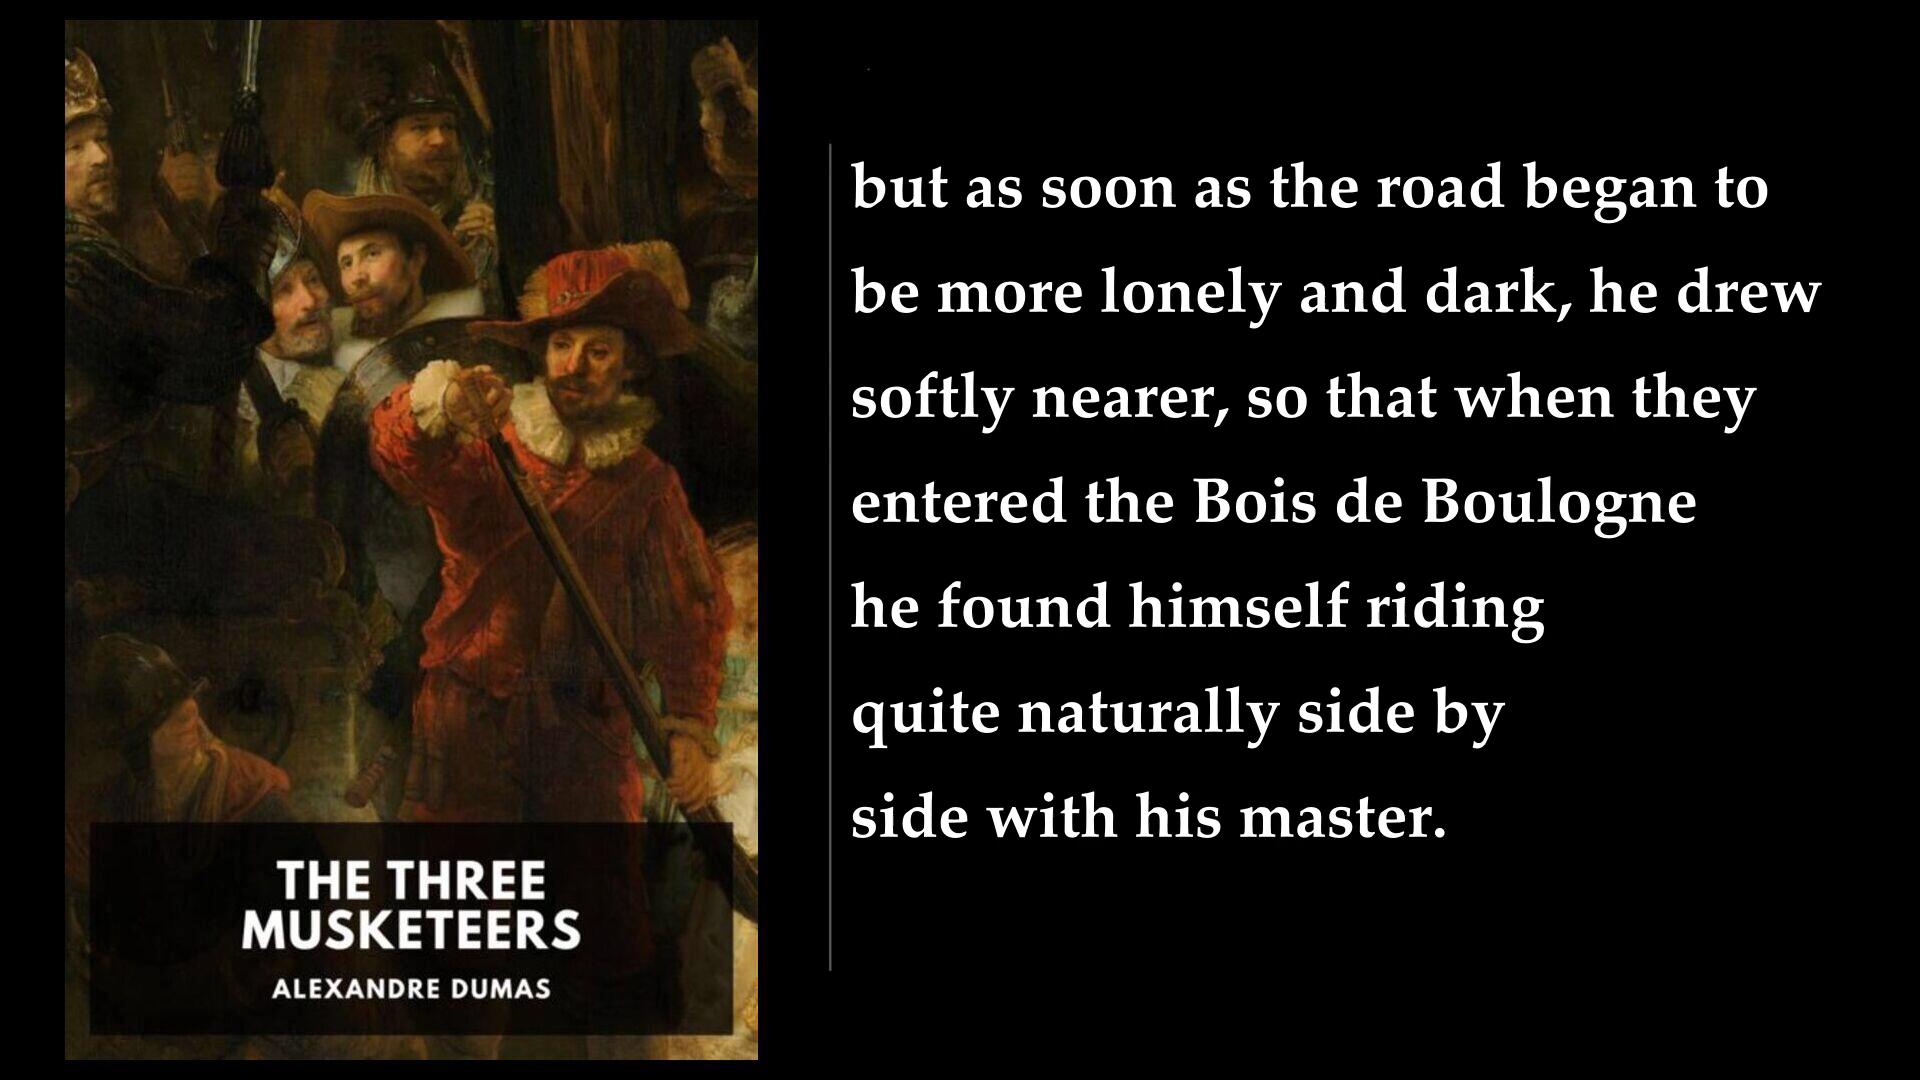 THE THREE
MUSKETEERS
ALEXANDRE DUMAS
but as soon as the road began to
be more lonely and dark, he drew
softly nearer, so that when they
entered the Bois de Boulogne
he found himself riding
quite naturally side by
side with his master.